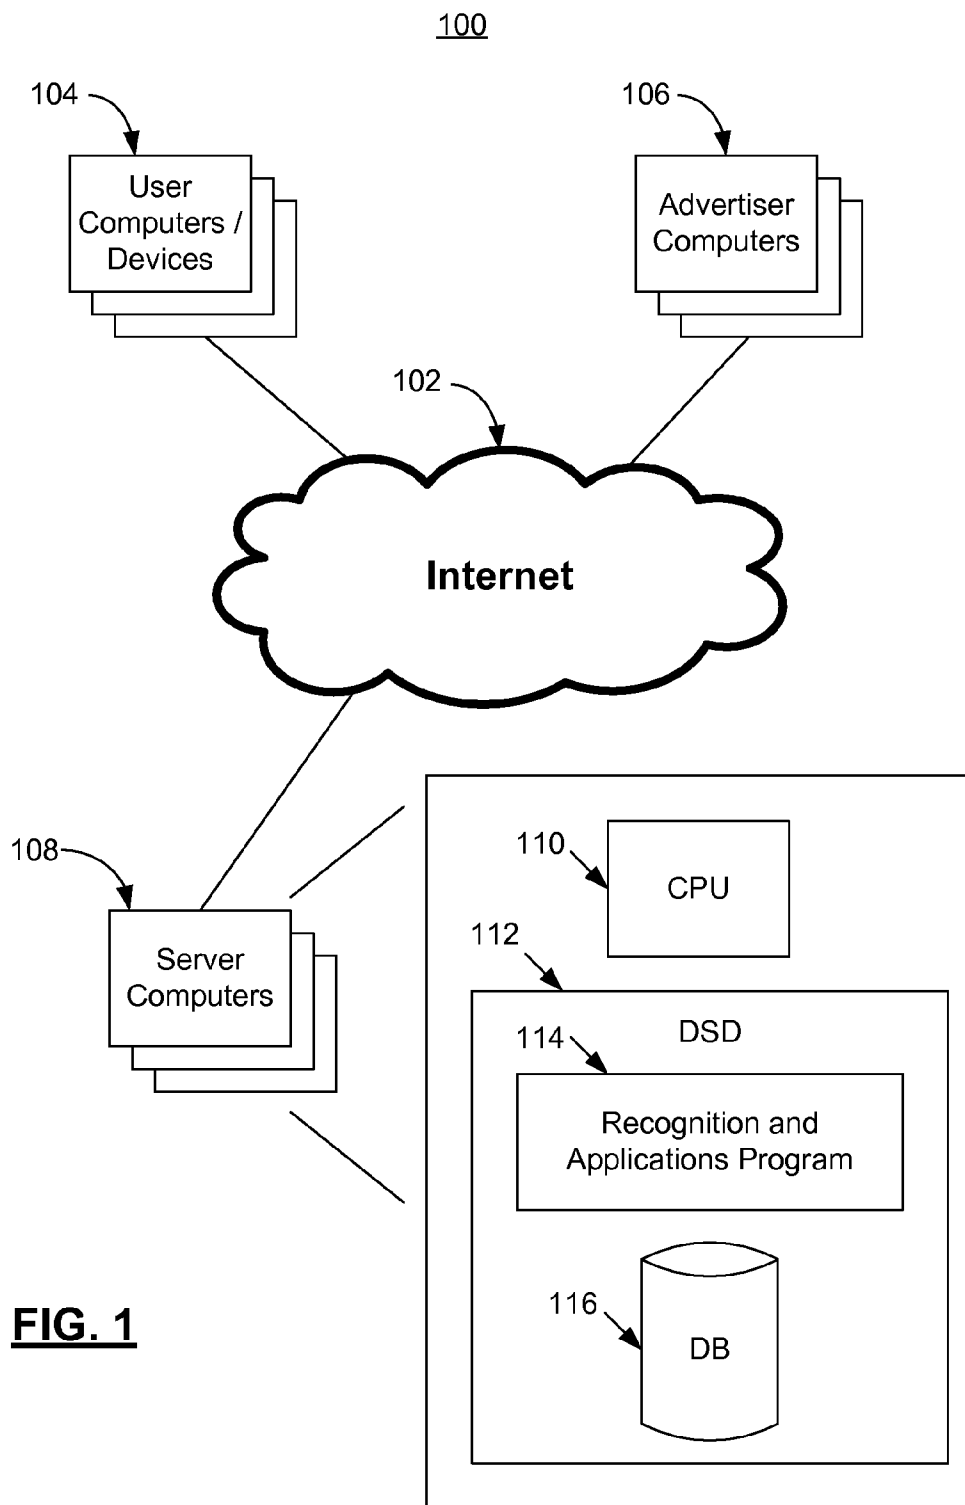 100
104
106
User
Computers /
Devices
Advertiser
Computers
102
Internet
108
Server
Computers
110
CPU
112
DSD
114
Recognition and
Applications Program
116
DB
FIG. 1